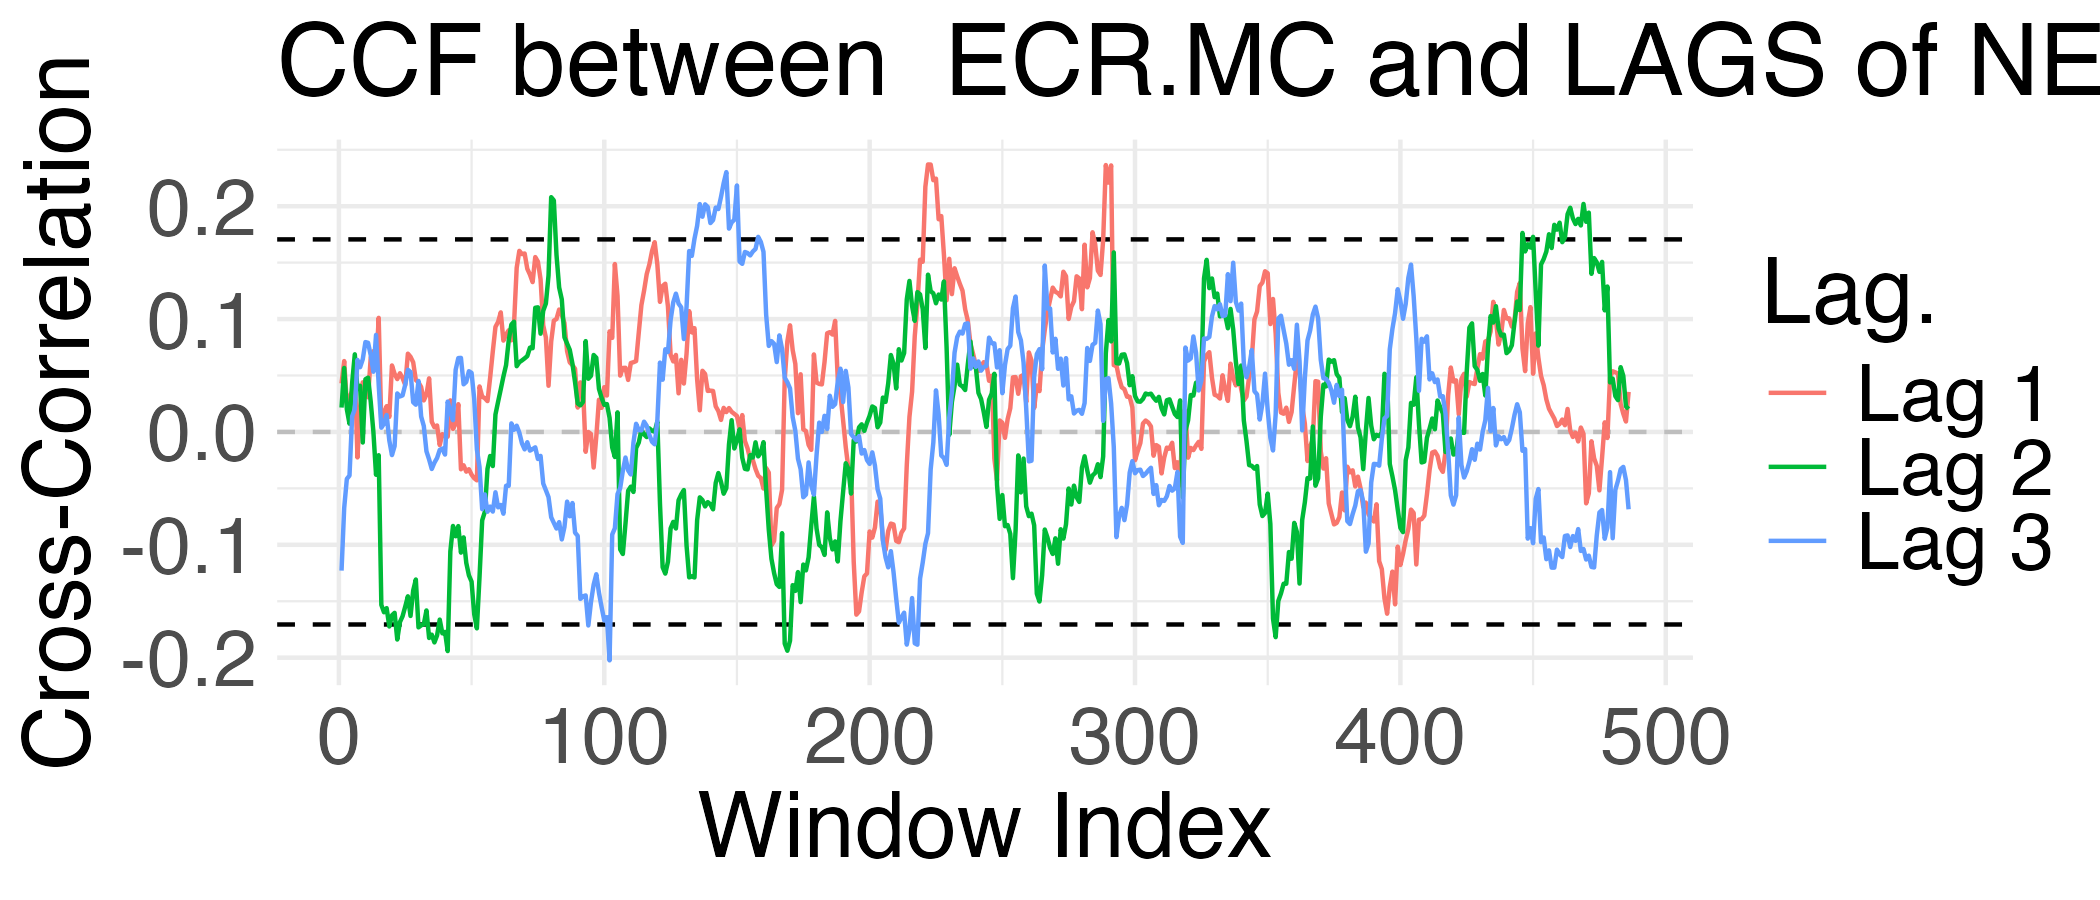 CCF between  ECR.MC and LAGS of NE
Cross-Correlation
0.2
0.1
0.0
-0.1
-0.2
0 100 200 300 400 500
Window Index
Lag.
Lag 1
Lag 2
Lag 3